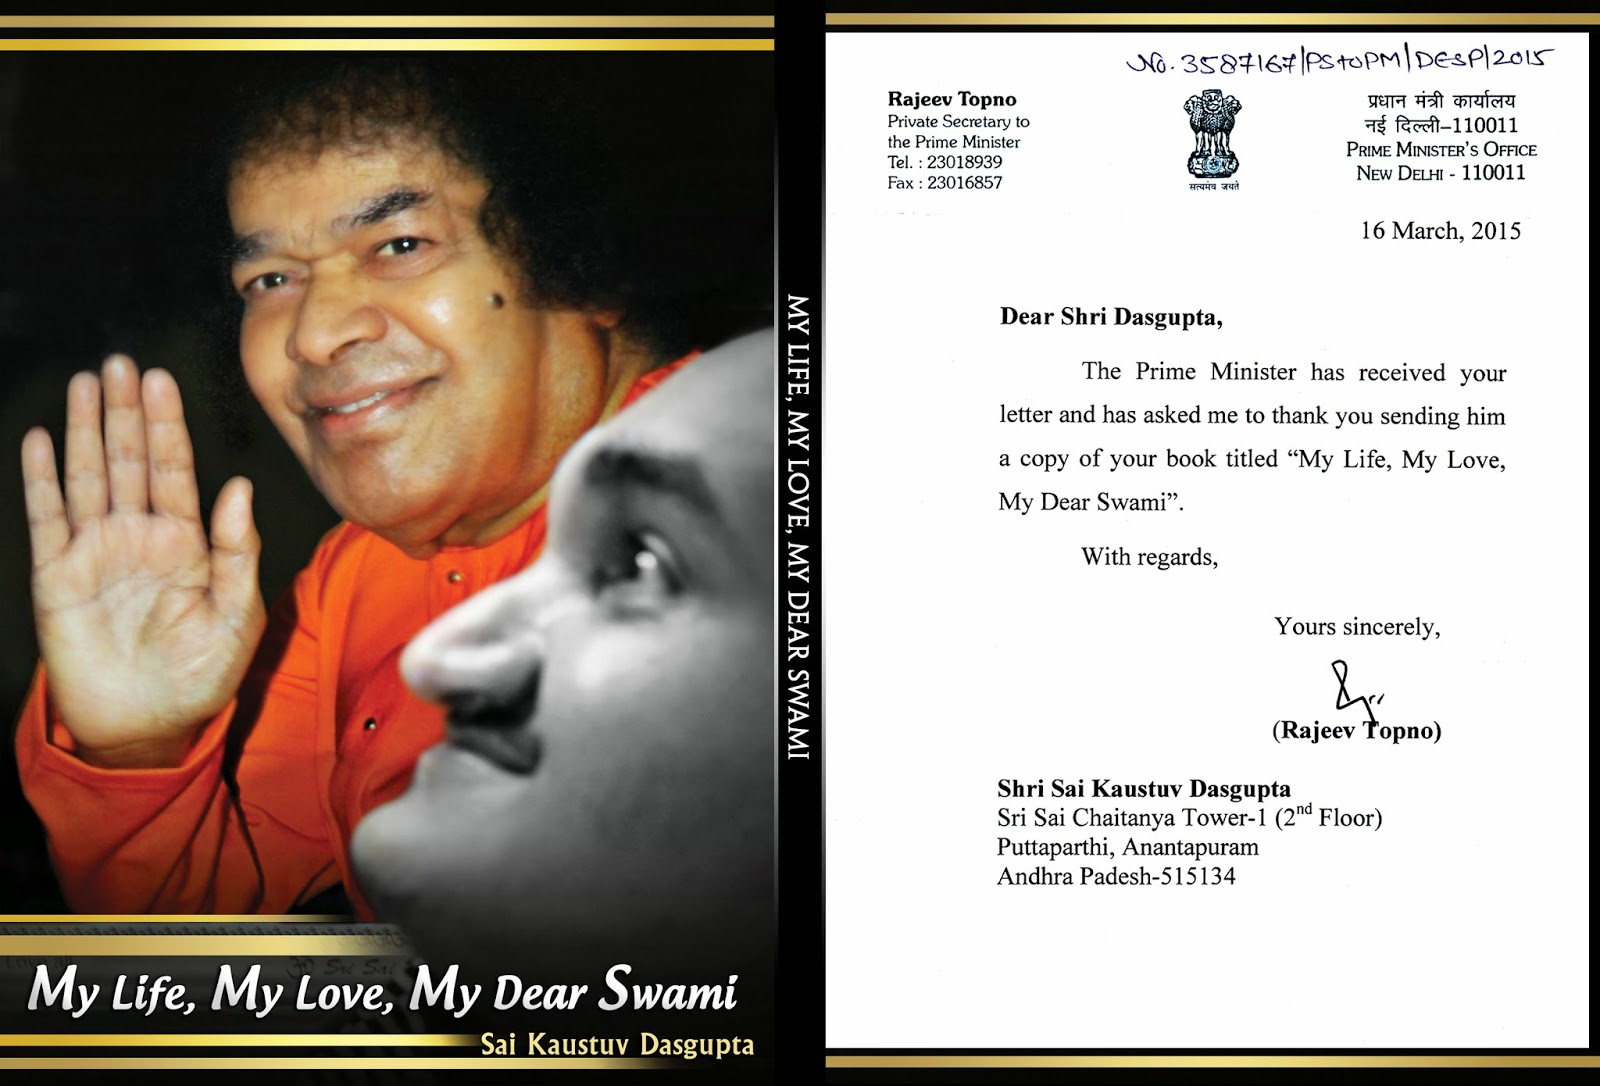 My Life, My Love, My Dear Swami
Sai Kaustuv Dasgupta
MY LIFE, MY LOVE, MY DEAR SWAMI
No. 3587167/PStoPM/DESP/2015
Rajeev Topno
Private Secretary to
the Prime Minister
Tel. : 23018939
Fax : 23016857
सत्यमेव जयते
प्रधान मंत्री कार्यालय
नई दिल्ली–110011
PRIME MINISTER'S OFFICE
NEW DELHI - 110011
16 March, 2015
Dear Shri Dasgupta,
The Prime Minister has received your
letter and has asked me to thank you sending him
a copy of your book titled “My Life, My Love,
My Dear Swami”.
With regards,
Yours sincerely,
(Rajeev Topno)
Shri Sai Kaustuv Dasgupta
Sri Sai Chaitanya Tower-1 (2nd Floor)
Puttaparthi, Anantapuram
Andhra Padesh-515134